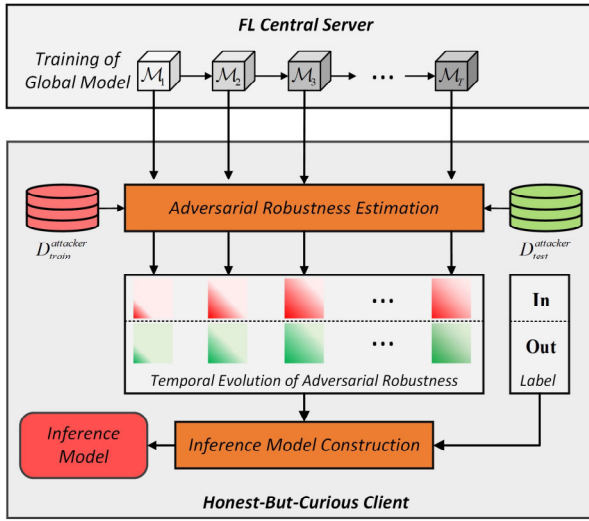 FL Central Server
Training of
Global Model
M₁ M₂ M₃ ... M_T
Adversarial Robustness Estimation
D_train^attacker
D_test^attacker
...
In
...
Out
Temporal Evolution of Adversarial Robustness
Label
Inference
Model
Inference Model Construction
Honest-But-Curious Client